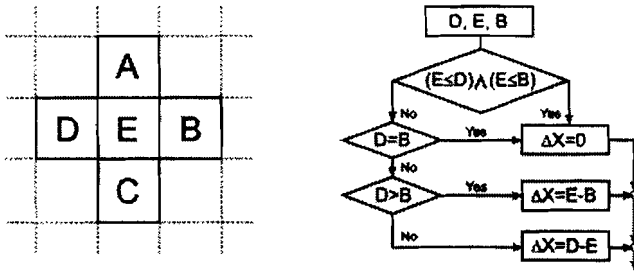 A
D E B
C
D, E, B
(E≤D)∧(E≤B)
No
Yes
D=B
Yes
ΔX=0
No
D>B
Yes
ΔX=E-B
No
ΔX=D-E